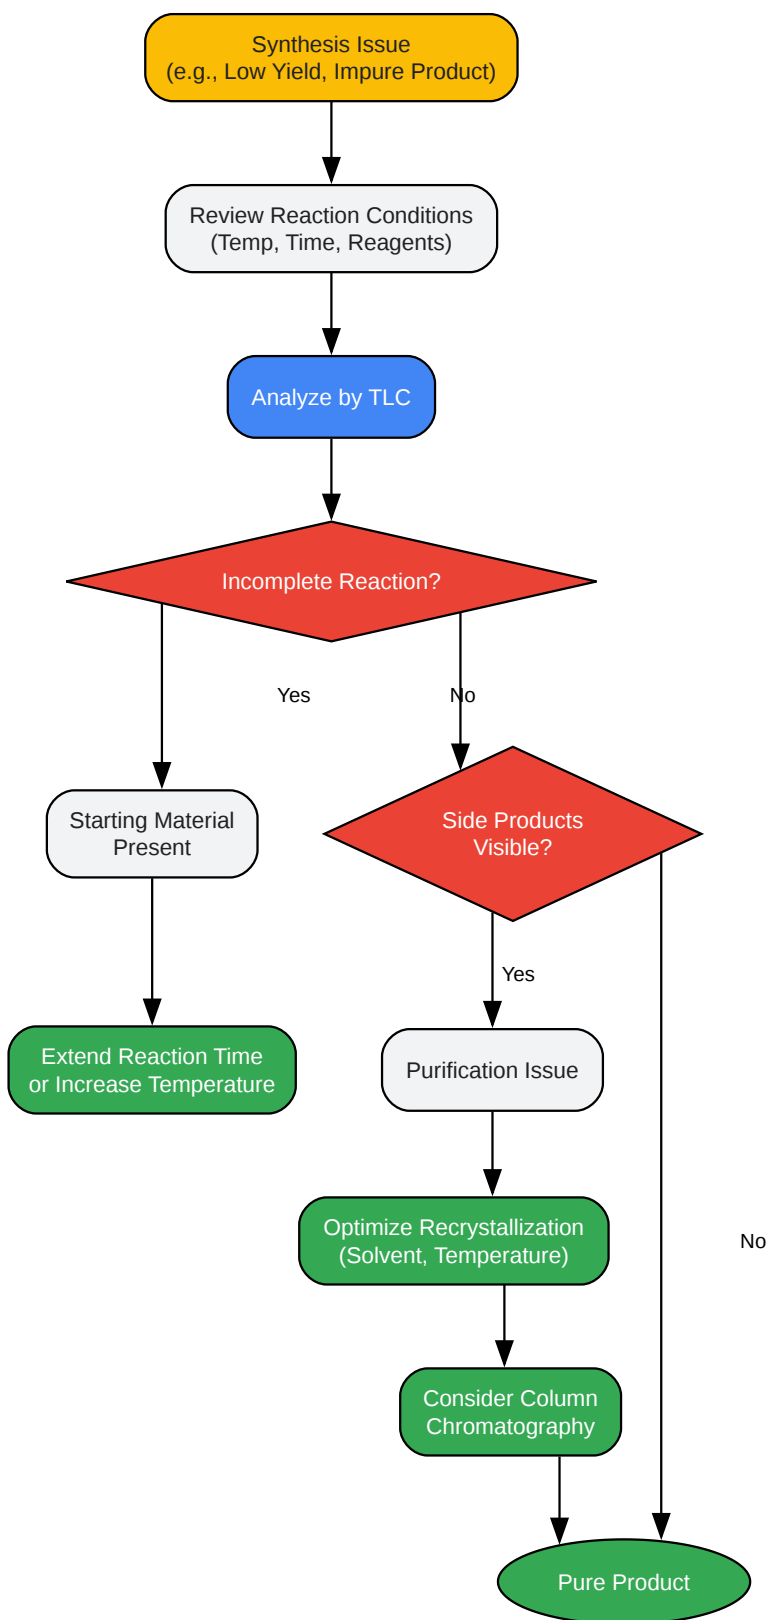 Synthesis Issue
(e.g., Low Yield, Impure Product)
Review Reaction Conditions
(Temp, Time, Reagents)
Analyze by TLC
Incomplete Reaction?
Yes
No
Starting Material
Present
Side Products
Visible?
Yes
Extend Reaction Time
or Increase Temperature
Purification Issue
Optimize Recrystallization
(Solvent, Temperature)
No
Consider Column
Chromatography
Pure Product